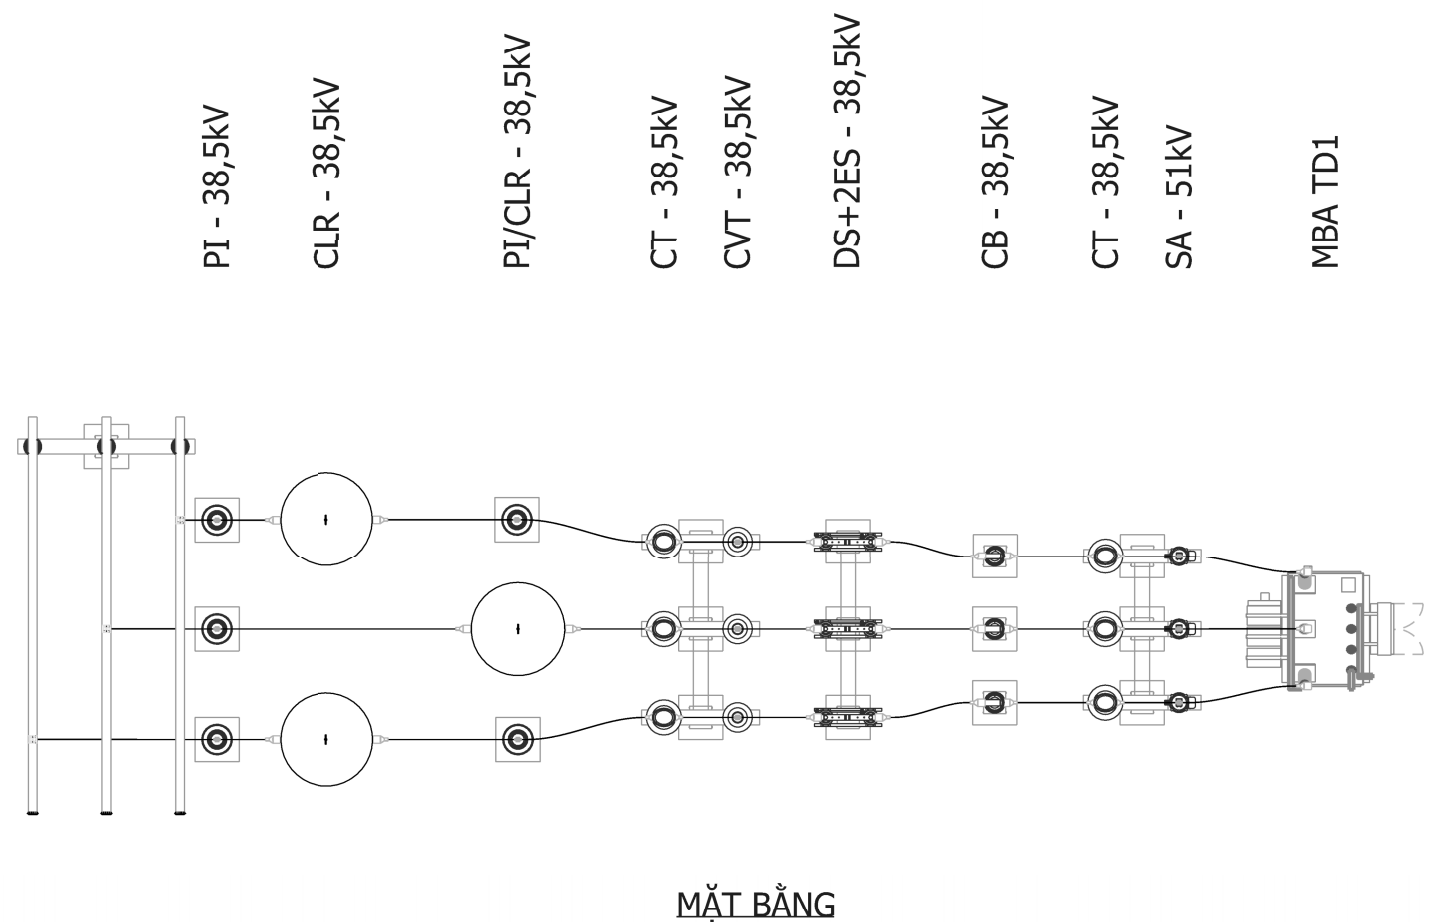 PI - 38,5kV
CLR - 38,5kV
PI/CLR - 38,5kV
CT - 38,5kV
CVT - 38,5kV
DS+2ES - 38,5kV
CB - 38,5kV
CT - 38,5kV
SA - 51kV
MBA TD1
MẶT BẰNG